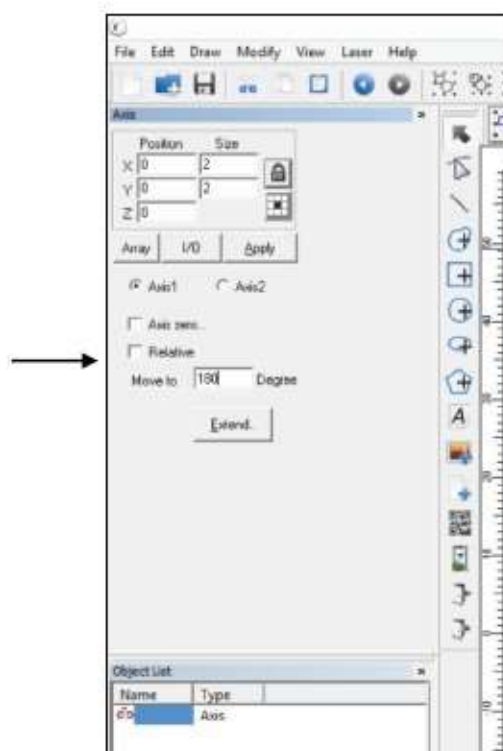 File Edit Draw Modify View Laser Help
Axis
Position Size
X 0 2
Y 0 2
Z 0
Array I/O Apply
Axis1 Axis2
Axis zero...
Relative
Move to 180 Degree
Extend..
Object List
Name Type
Axis
A